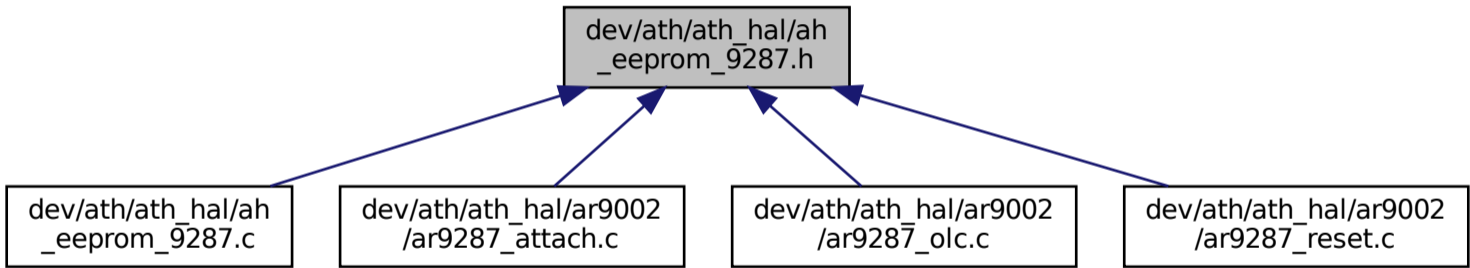 dev/ath/ath_hal/ah
_eeprom_9287.h
dev/ath/ath_hal/ah
_eeprom_9287.c
dev/ath/ath_hal/ar9002
/ar9287_attach.c
dev/ath/ath_hal/ar9002
/ar9287_olc.c
dev/ath/ath_hal/ar9002
/ar9287_reset.c